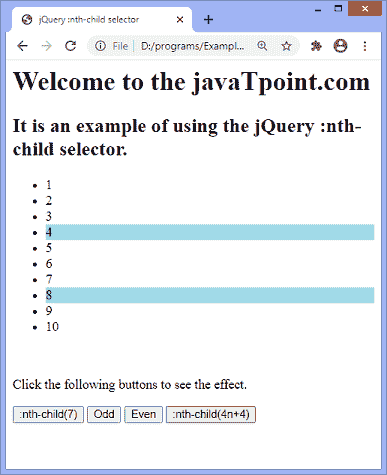 jQuery :nth-child selector
File D:/programs/Exampl...
Welcome to the javaTpoint.com
It is an example of using the jQuery :nth-
child selector.
1
2
3
4
5
6
7
8
9
10
Click the following buttons to see the effect.
:nth-child(7) Odd Even :nth-child(4n+4)